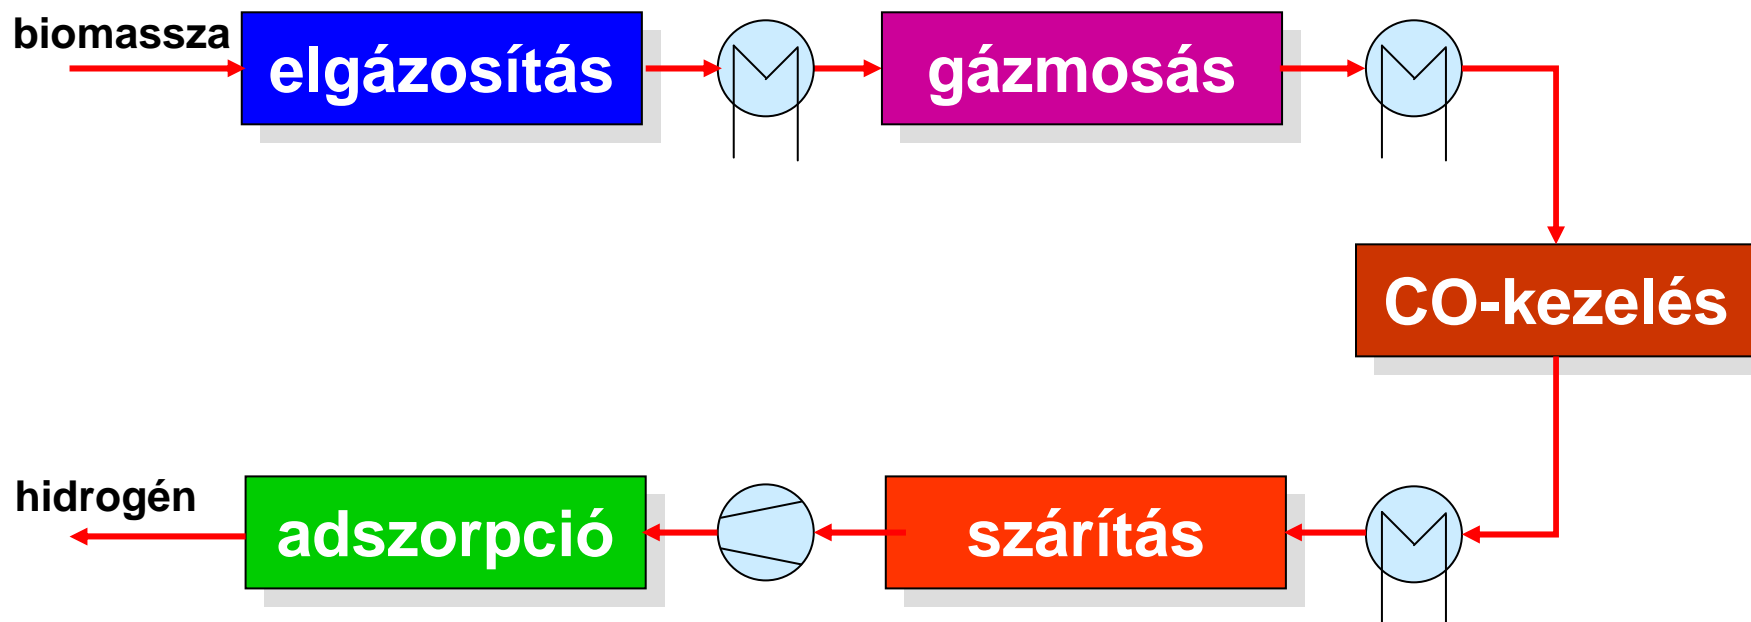 biomassza
elgázosítás
gázmosás
CO-kezelés
hidrogén
adszorpció
szárítás